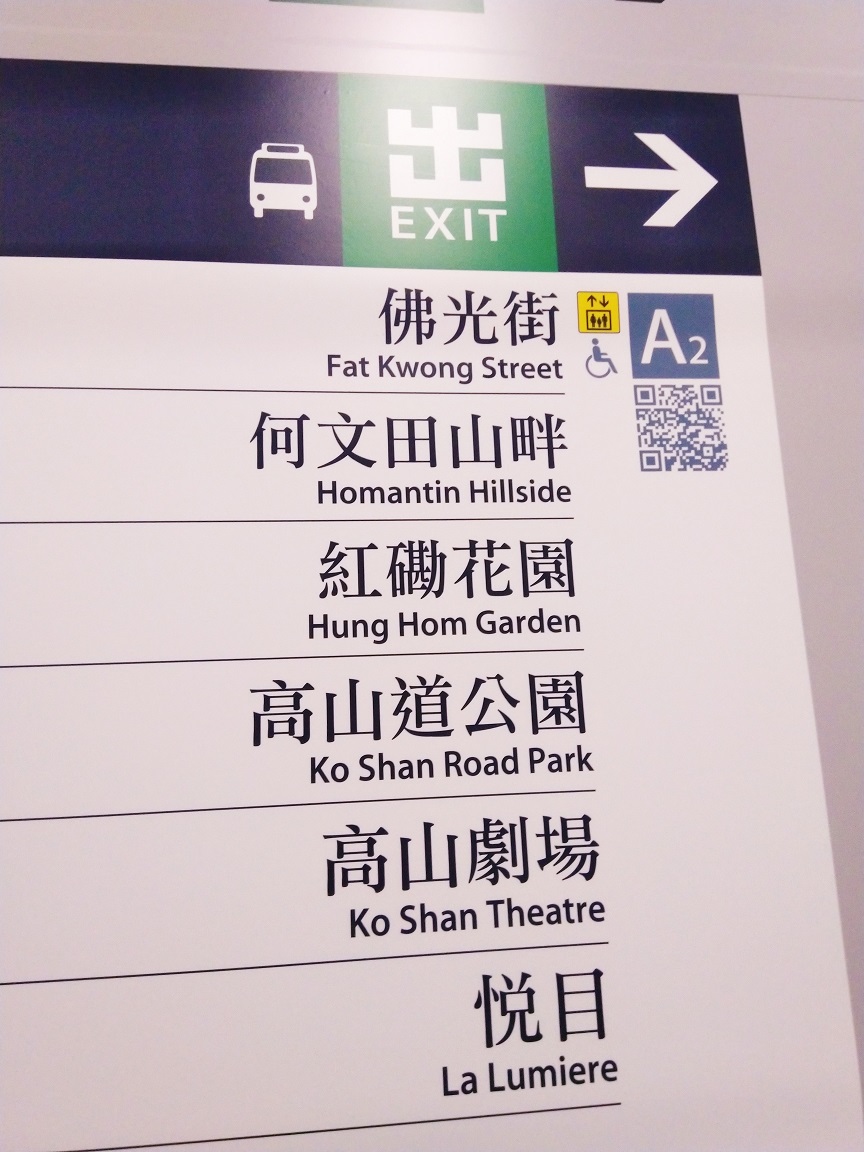 出
EXIT
佛光街
Fat Kwong Street
A2
何文田山畔
Homantin Hillside
紅磡花園
Hung Hom Garden
高山道公園
Ko Shan Road Park
高山劇場
Ko Shan Theatre
悦目
La Lumiere